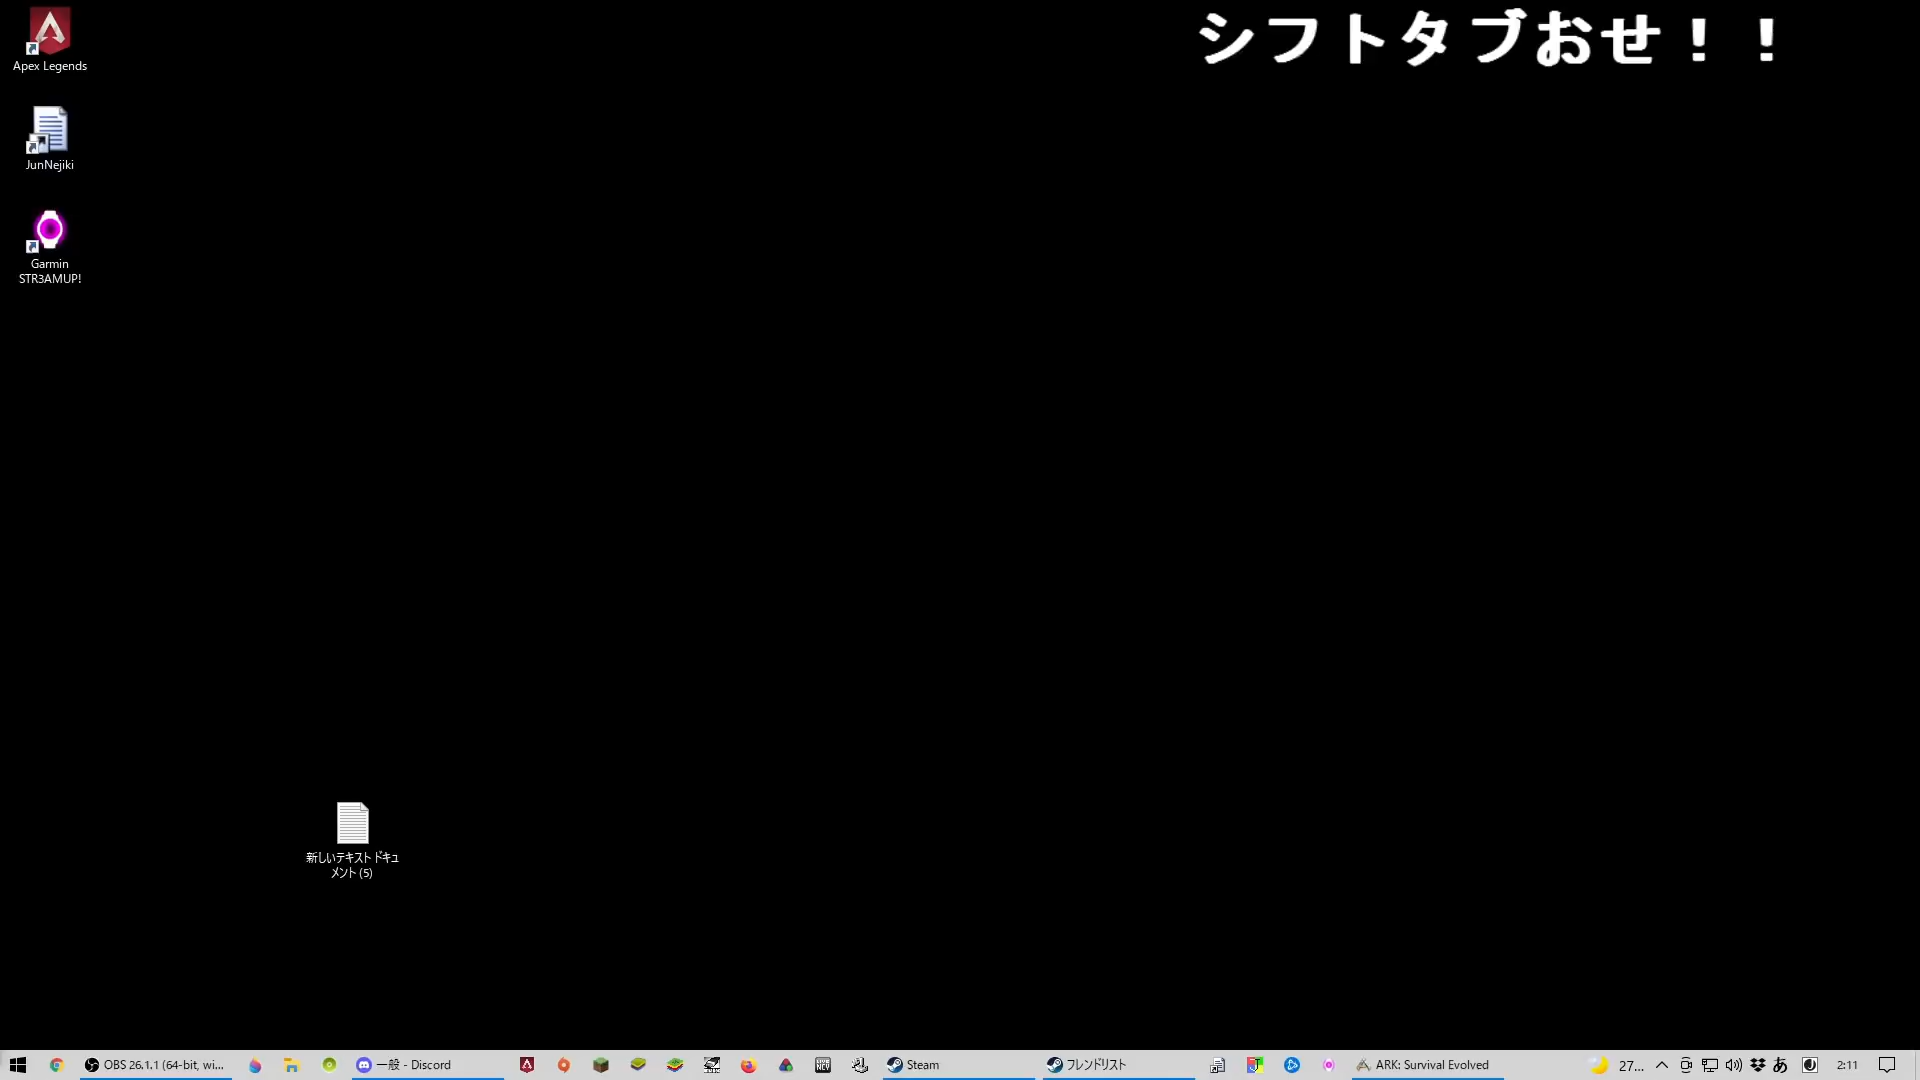 シフトタブおせ！！
Apex Legends
JunNejiki
Garmin
STR3AMUP!
新しいテキスト ドキュ
メント (5)
OBS 26.1.1 (64-bit, wi...
一般 - Discord
Steam
フレンドリスト
ARK: Survival Evolved
27...
あ
2:11